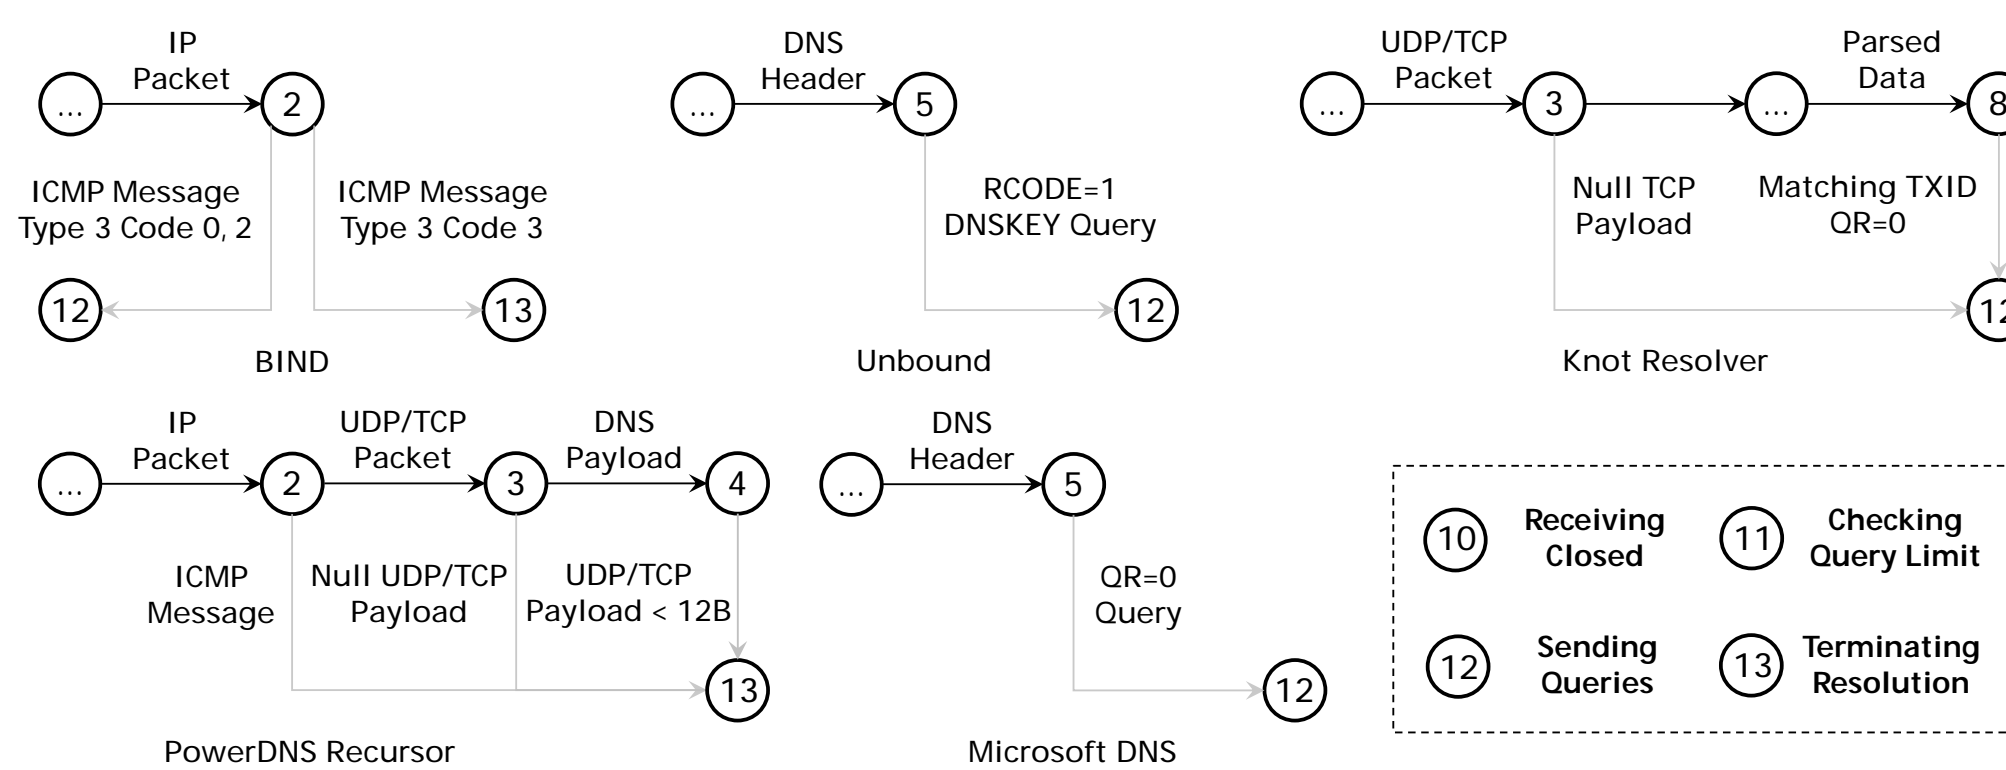 IP
Packet
...
2
ICMP Message
Type 3 Code 0, 2
ICMP Message
Type 3 Code 3
12
13
BIND
DNS
Header
...
5
RCODE=1
DNSKEY Query
12
Unbound
UDP/TCP
Packet
Parsed
Data
...
3
...
8
Null TCP
Payload
Matching TXID
QR=0
12
Knot Resolver
IP
Packet
UDP/TCP
Packet
DNS
Payload
...
2
3
4
ICMP
Message
Null UDP/TCP
Payload
UDP/TCP
Payload < 12B
13
PowerDNS Recursor
DNS
Header
...
5
QR=0
Query
12
Microsoft DNS
10
Receiving
Closed
11
Checking
Query Limit
12
Sending
Queries
13
Terminating
Resolution